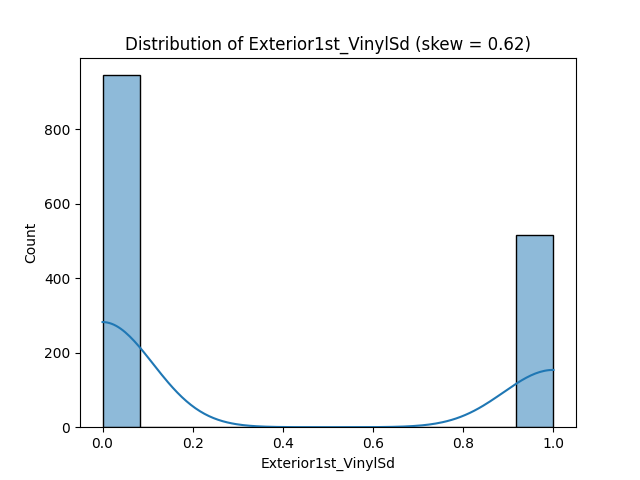 Distribution of Exterior1st_VinylSd (skew = 0.62)
800
600
400
200
0
Count
0.0 0.2 0.4 0.6 0.8 1.0
Exterior1st_VinylSd